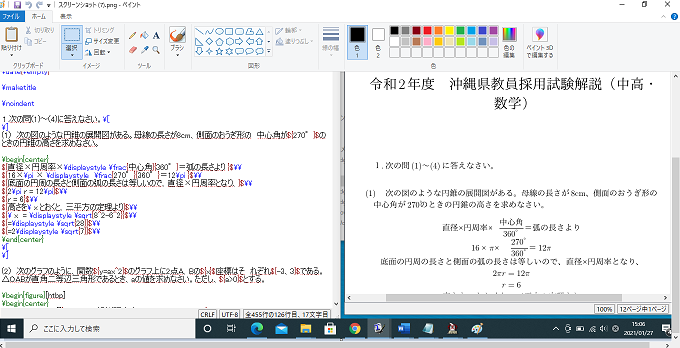 スクリーンショット (7).png - ペイント
ファイル ホーム 表示
貼り付け
切り取り
コピー
クリップボード
選択
トリミング
サイズ変更
回転
イメージ
ツール
ブラシ
図形
輪郭
塗りつぶし
線の幅
色
1
色
2
色の
編集
ペイント 3D
で編集する
色
¥maketitle
¥noindent
1.次の問(1)~(4)に答えなさい。¥[
¥]
(1) 次の図のような円錐の展開図がある。母線の長さが8cm、側面のおうぎ形の 中心角が${270°}$の
ときの円錐の高さを求めなさい。
¥begin{center}
$[直径×円周率×¥displaystyle ¥frac{中心角}{360°}=弧の長さより]$¥¥
$[16×¥pi × ¥displaystyle ¥frac{270°}{360°}=12¥pi]$¥¥
$[底面の円周の長さと側面の弧の長さは等しいので、直径×円周率となり、]$¥¥
$[2¥pi r = 12¥pi]$¥¥
$[r = 6]$¥¥
$[高さを¥ xとおくと、三平方の定理より]$¥¥
$[¥ x = ¥displaystyle ¥sqrt{8^2-6^2}]$¥¥
$[=¥displaystyle ¥sqrt{28}]$¥¥
$[=2¥displaystyle ¥sqrt{7}]$¥¥
¥end{center}
¥[
¥]
(2) 次のグラフのように、関数$[y=ax^2]$のグラフ上に2点A、Bの$[x]$座標はそ れぞれ$[-3, 3]$である。
△OABが直角二等辺三角形であるとき、aの値を求めなさい。ただし、$[a>0]$とする。
¥begin{figure}[htbp]
¥begin{center}
CRLF UTF-8 全455行の126行目、17文字目
令和2年度 沖縄県教員採用試験解説(中高・
数学)
1.次の問(1)~(4)に答えなさい。
(1) 次の図のような円錐の展開図がある。母線の長さが8cm、側面のおうぎ形の
中心角が270のときの円錐の高さを求めなさい。
直径×円周率× 中心角/360° =弧の長さより
16 × π× 270°/360° = 12π
底面の円周の長さと側面の弧の長さは等しいので、直径×円周率となり、
2πr = 12π
r = 6
100% 12ページ中1ページ
ここに入力して検索
15:06
2021/01/27